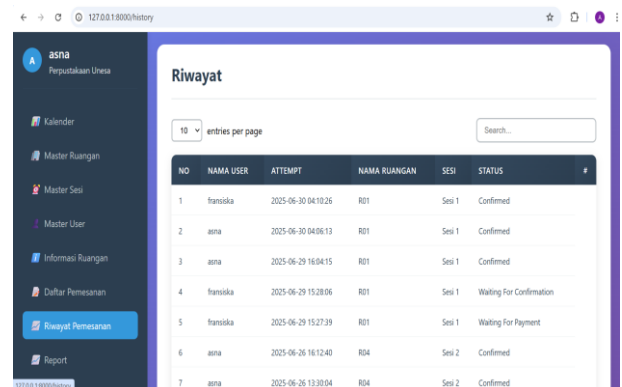 127.0.0.1:8000/history
A
A
asna
Perpustakaan Unesa
Kalender
Master Ruangan
Master Sesi
Master User
Informasi Ruangan
Daftar Pemesanan
Riwayat Pemesanan
Report
127.0.0.1:8000/history
Riwayat
10 entries per page
Search...
NO NAMA USER ATTEMPT NAMA RUANGAN SESI STATUS #
1 fransiska 2025-06-30 04:10:26 R01 Sesi 1 Confirmed
2 asna 2025-06-30 04:06:13 R01 Sesi 1 Confirmed
3 asna 2025-06-29 16:04:15 R01 Sesi 1 Confirmed
4 fransiska 2025-06-29 15:28:06 R01 Sesi 1 Waiting For Confirmation
5 fransiska 2025-06-29 15:27:39 R01 Sesi 1 Waiting For Payment
6 asna 2025-06-26 16:12:40 R04 Sesi 2 Confirmed
7 asna 2025-06-26 13:30:04 R04 Sesi 2 Confirmed